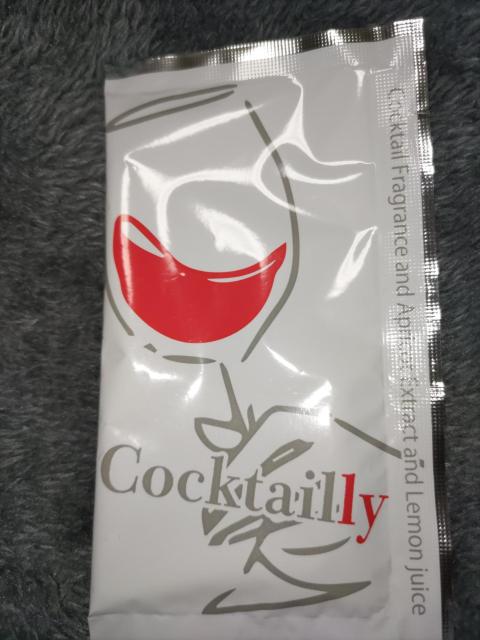 Cocktailly
Cocktail Fragrance and Apricot Extract and Lemon juice